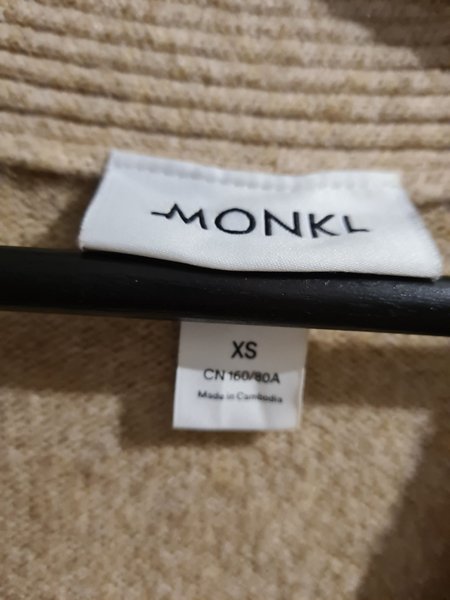 MONKI
XS
CN 160/80A
Made in Cambodia